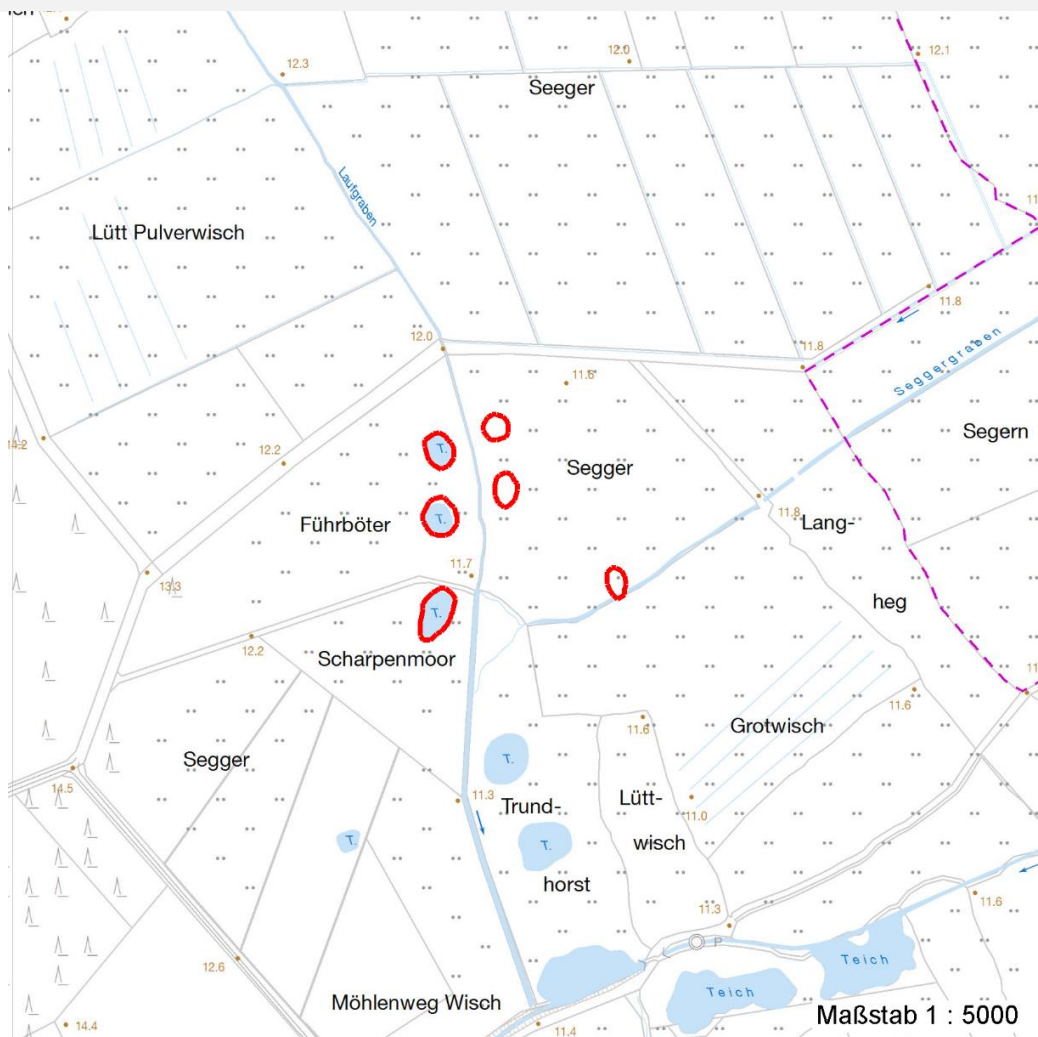 12.3
12.0
12.1
Seeger
Laufgraben
Lütt Pulverwisch
11.8
12.0
11.8
Seggergraben
11.6
Segern
14.2
T.
12.2
Segger
11.8
Lang-
Führböter
T.
11.7
13.3
heg
T.
12.2
Scharpenmoor
11.6
11.6
Grotwisch
Segger
T.
14.5
11.3
Trund-
Lütt-
11.0
wisch
T.
T.
horst
11.3
11.6
P
12.6
Teich
Teich
Möhlenweg Wisch
Maßstab 1 : 5000
14.4
11.4